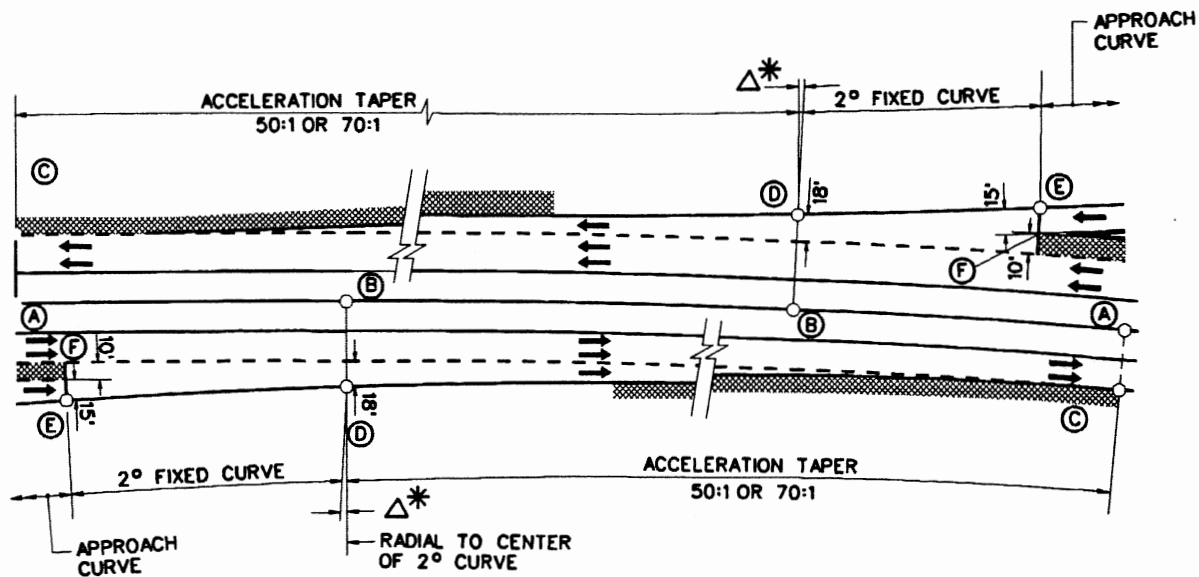 APPROACH
CURVE
△*
ACCELERATION TAPER
50:1 OR 70:1
2° FIXED CURVE
C
D
18'
15'
E
F
10'
B
A
B
A
F
10'
E
15'
18'
D
C
2° FIXED CURVE
ACCELERATION TAPER
50:1 OR 70:1
△*
APPROACH
CURVE
RADIAL TO CENTER
OF 2° CURVE